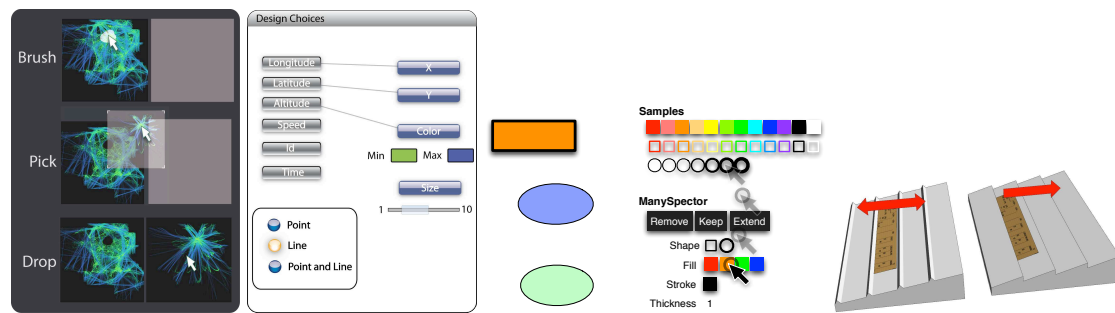 Brush
Pick
Drop
Design Choices
Longitude
X
Latitude
Y
Altitude
Color
Speed
Id
Min
Max
Time
Size
1
10
Point
Line
Point and Line
Samples
ManySpector
Remove Keep Extend
Shape
Fill
Stroke
Thickness 1